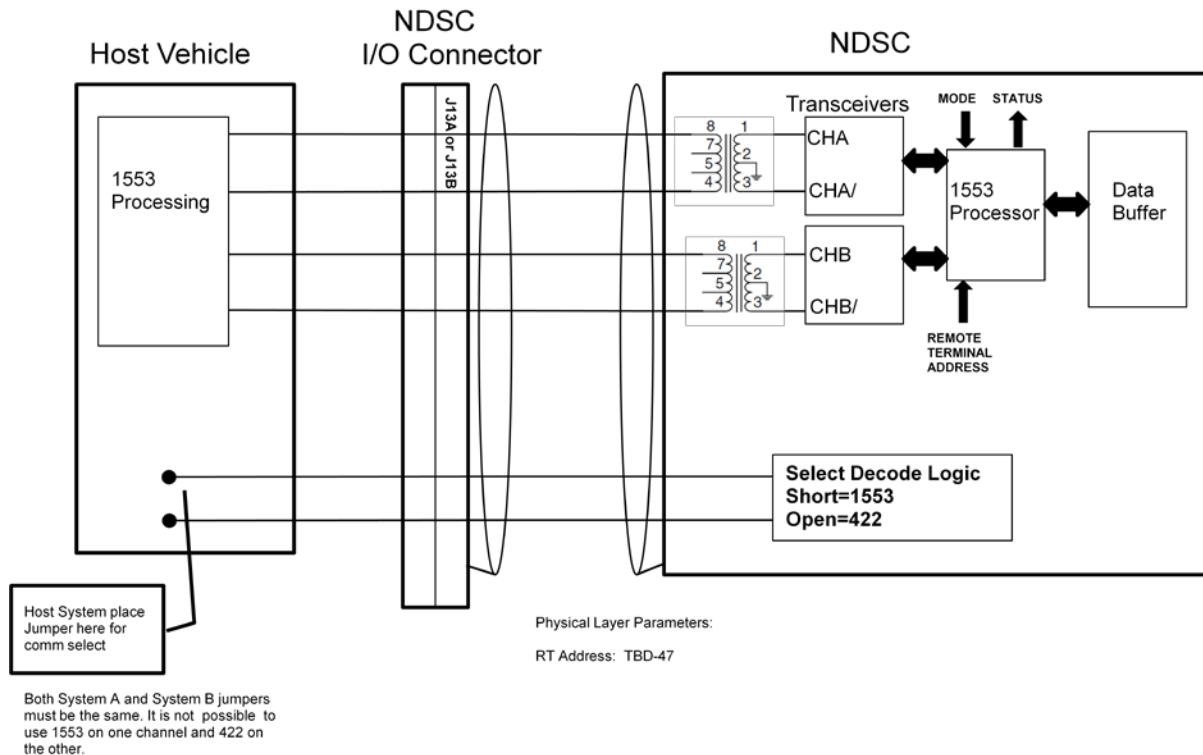 Host Vehicle
NDSC
I/O Connector
NDSC
1553
Processing
J13A or J13B
8
7
5
4
1
2
3
8
7
5
4
1
2
3
Transceivers
CHA
CHA/
CHB
CHB/
MODE
STATUS
1553
Processor
REMOTE
TERMINAL
ADDRESS
Data
Buffer
Select Decode Logic
Short=1553
Open=422
Host System place
Jumper here for
comm select
Both System A and System B jumpers
must be the same. It is not possible to
use 1553 on one channel and 422 on
the other.
Physical Layer Parameters:
RT Address: TBD-47